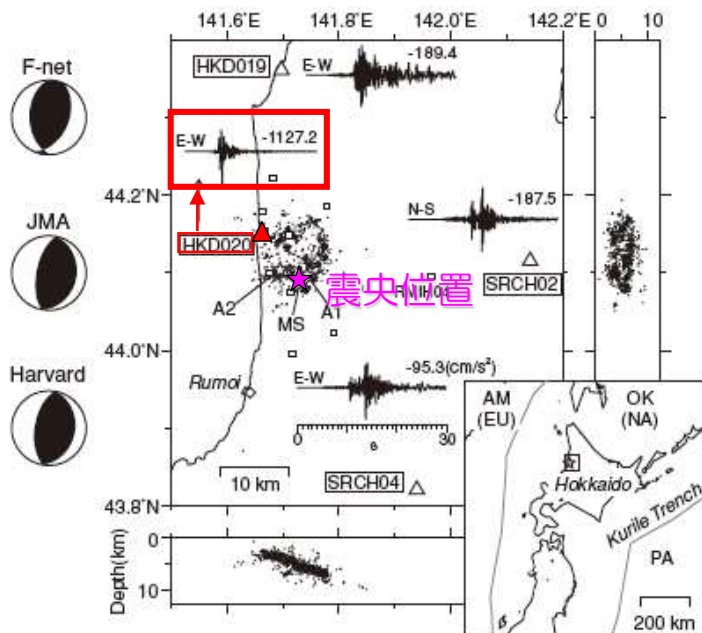 141.6° 141.8° 142.0° 142.2° 0 10
F-net
HKD019
E-W
-189.4
E-W
-1127.2
44.2°N
N-S
-187.5
JMA
HKD020
震央位置
SRCH02
A2
MS
A1
44.0°N
Harvard
Rumoi
-95.3(cm/s²)
E-W
0
s
30
AM
(EU)
OK
(NA)
10 km
SRCH04
Hokkaido
43.8°N
Kurile Trench
Depth(km)
0
10
PA
200 km